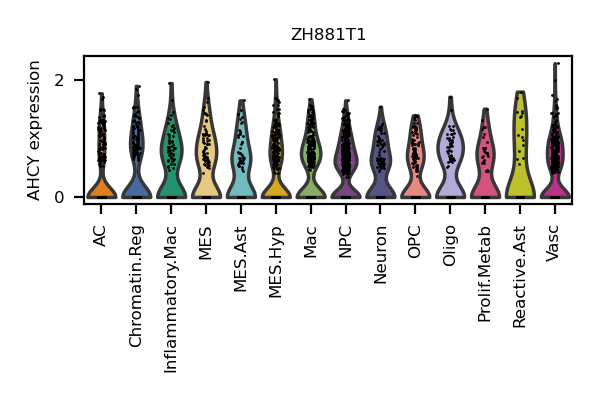 ZH881T1
AHCY expression
2
0
AC
Chromatin.Reg
Inflammatory.Mac
MES
MES.Ast
MES.Hyp
Mac
NPC
Neuron
OPC
Oligo
Prolif.Metab
Reactive.Ast
Vasc